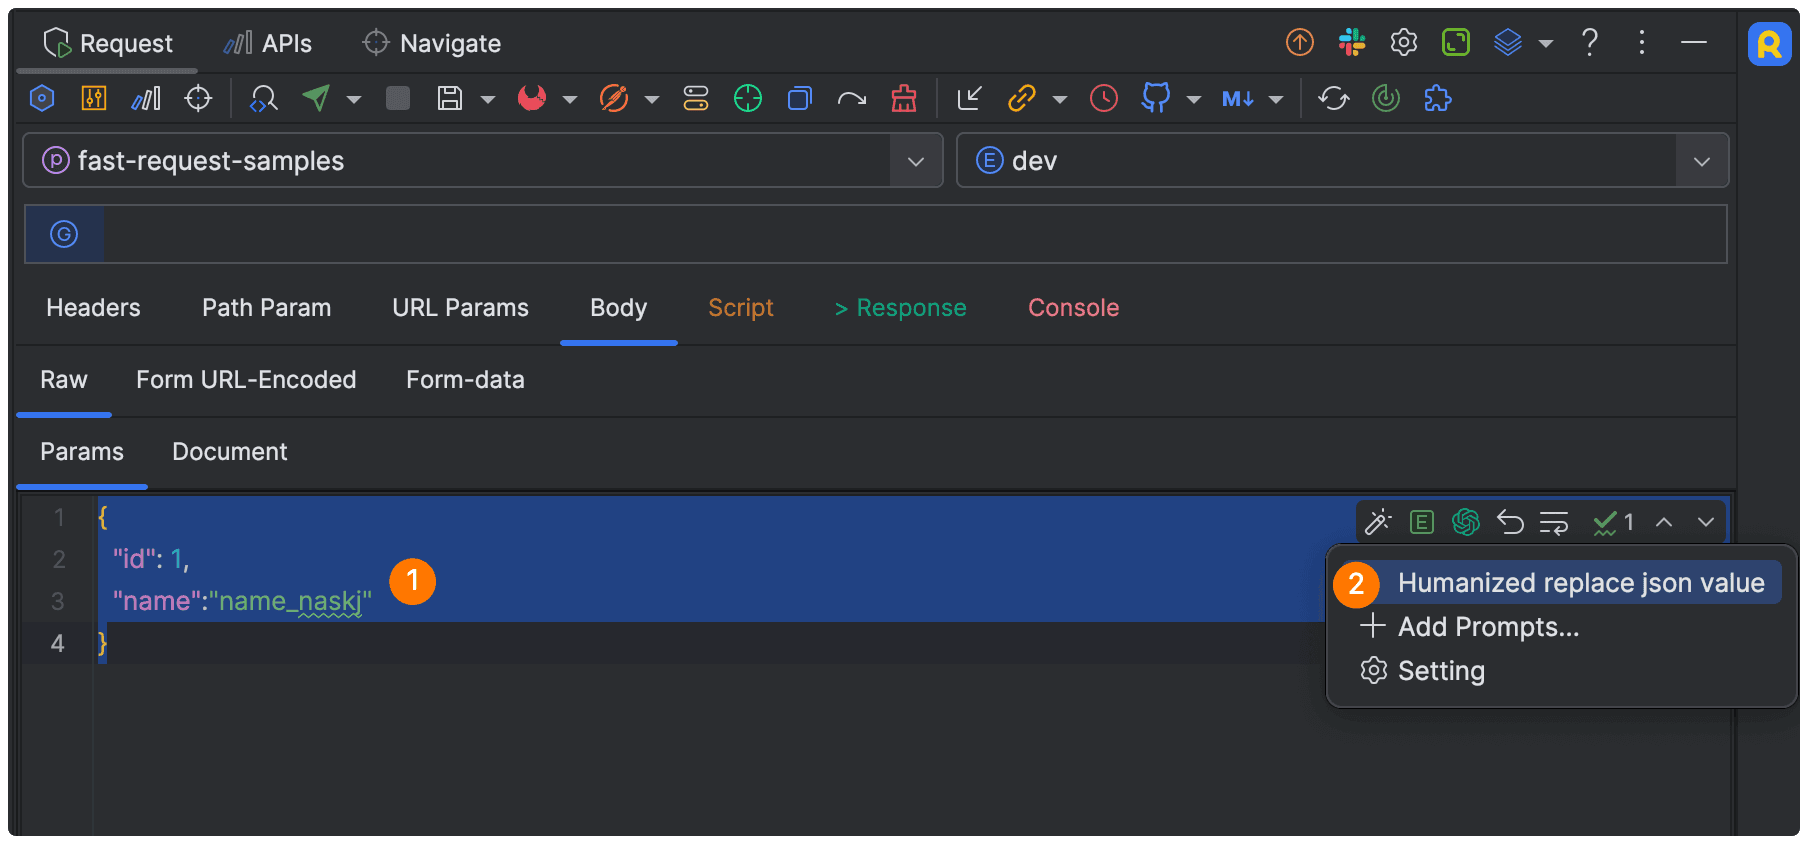 Request APIs Navigate
M↓
R
P fast-request-samples E dev
G
Headers Path Param URL Params Body Script > Response Console
Raw Form URL-Encoded Form-data
Params Document
1 { E 1
2 "id": 1,
3 "name":"name_naskj" 1
4 }
2 Humanized replace json value
Add Prompts...
Setting